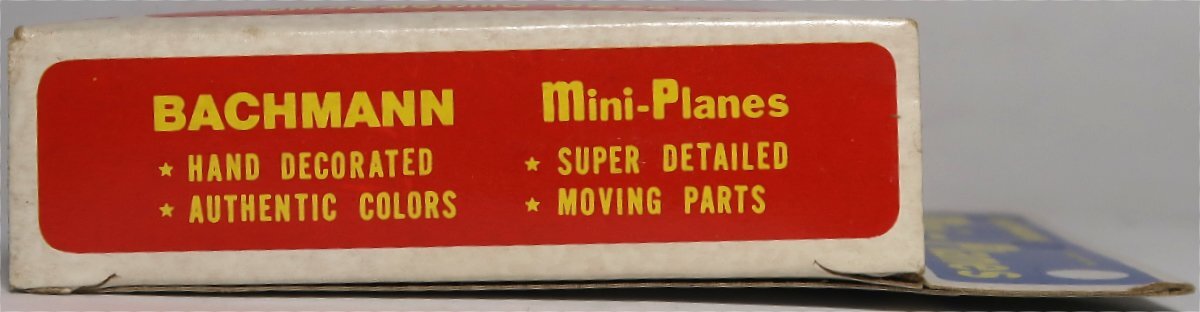 BACHMANN
★ HAND DECORATED
★ AUTHENTIC COLORS
Mini-Planes
★ SUPER DETAILED
★ MOVING PARTS